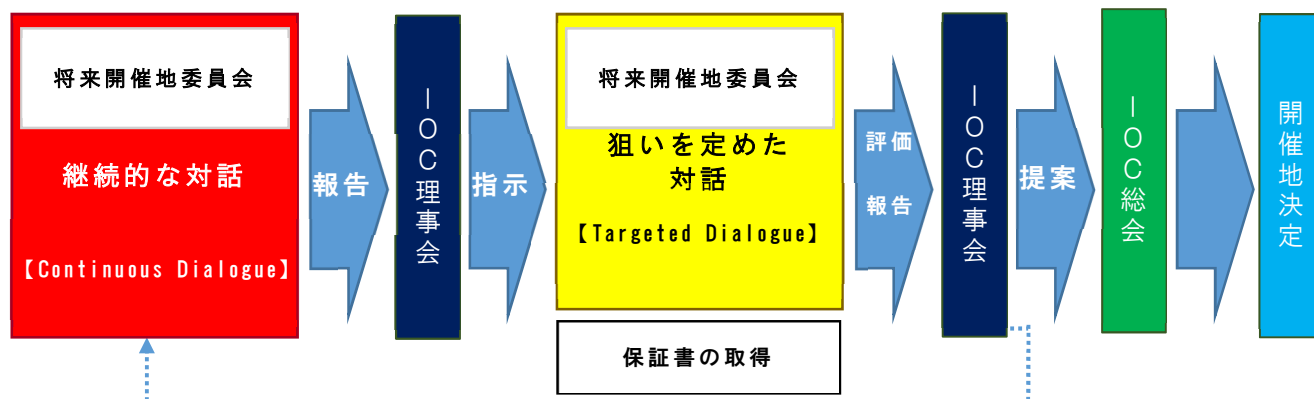 将来開催地委員会
継続的な対話
【Continuous Dialogue】
報告
IOC理事会
指示
将来開催地委員会
狙いを定めた
対話
【Targeted Dialogue】
保証書の取得
評価
報告
IOC理事会
提案
IOC総会
開催地決定